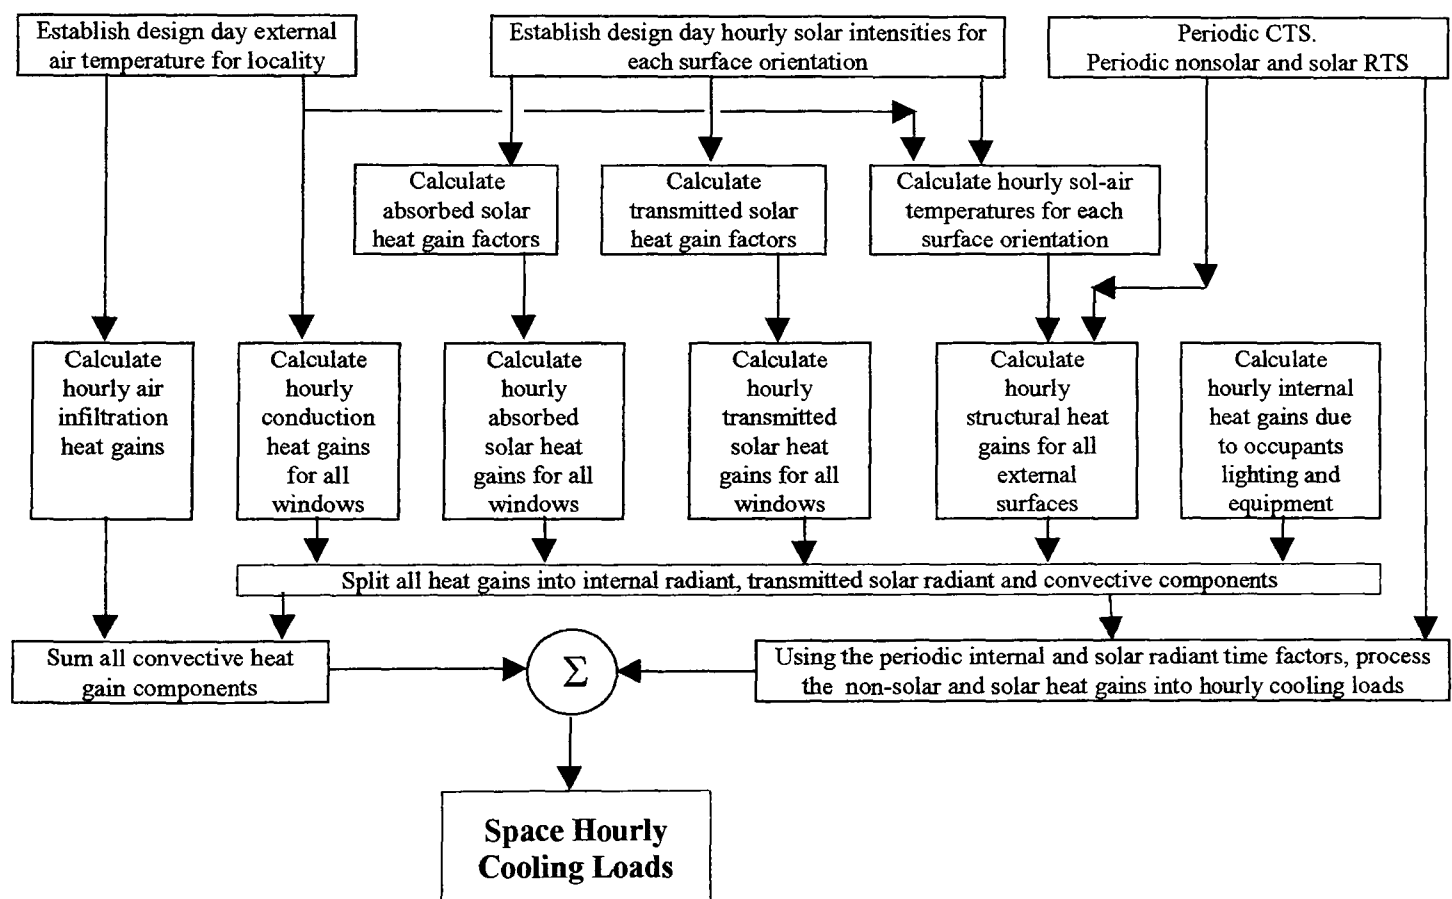 Establish design day external
air temperature for locality
Establish design day hourly solar intensities for
each surface orientation
Periodic CTS.
Periodic nonsolar and solar RTS
Calculate
absorbed solar
heat gain factors
Calculate
transmitted solar
heat gain factors
Calculate hourly sol-air
temperatures for each
surface orientation
Calculate
hourly air
infiltration
heat gains
Calculate
hourly
conduction
heat gains
for all
windows
Calculate
hourly
absorbed
solar heat
gains for all
windows
Calculate
hourly
transmitted
solar heat
gains for all
windows
Calculate
hourly
structural heat
gains for all
external
surfaces
Calculate
hourly internal
heat gains due
to occupants
lighting and
equipment
Split all heat gains into internal radiant, transmitted solar radiant and convective components
Sum all convective heat
gain components
Σ
Using the periodic internal and solar radiant time factors, process
the non-solar and solar heat gains into hourly cooling loads
Space Hourly
Cooling Loads